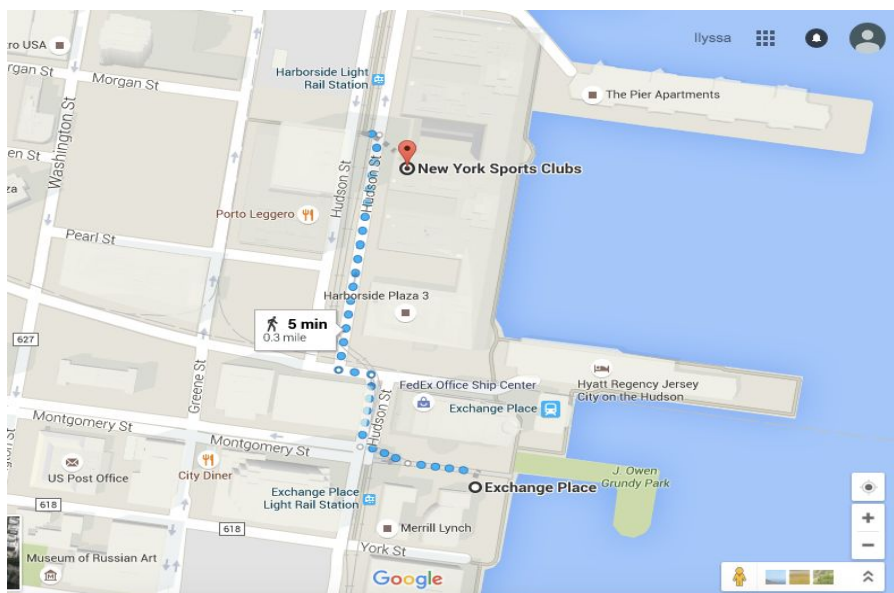 tro USA
Ilyssa
rgan St
Morgan St
Harborside Light
Rail Station
The Pier Apartments
Washington St
en St
New York Sports Clubs
Hudson St
Hudson St
za
Porto Leggero
Pearl St
Harborside Plaza 3
5 min
0.3 mile
627
Hyatt Regency Jersey
City on the Hudson
FedEx Office Ship Center
Exchange Place
Greene St
Hudson St
Montgomery St
Montgomery St
US Post Office
City Diner
J. Owen
Grundy Park
Exchange Place
Exchange Place
Light Rail Station
618
618
Merrill Lynch
York St
Museum of Russian Art
Google